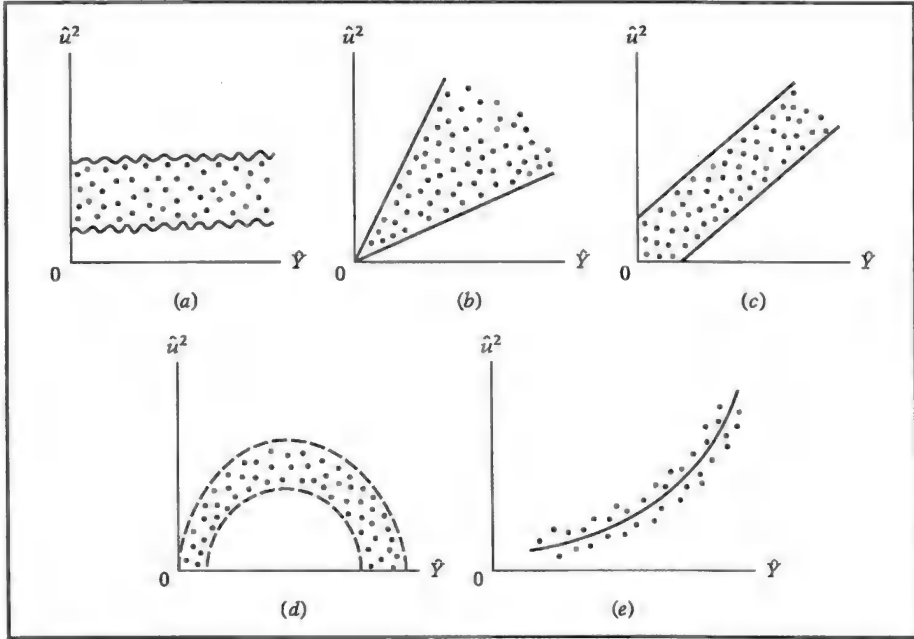 û² û² û²
0 Ŷ 0 Ŷ 0 Ŷ
(a) (b) (c)
û² û²
0 Ŷ 0 Ŷ
(d) (e)